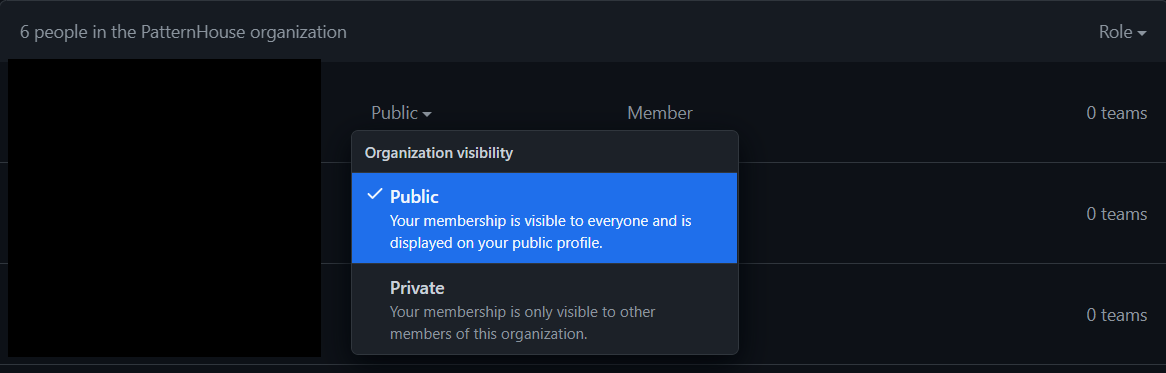 6 people in the PatternHouse organization
Role
Public
Member
0 teams
Organization visibility
Public
Your membership is visible to everyone and is
displayed on your public profile.
0 teams
Private
Your membership is only visible to other
members of this organization.
0 teams